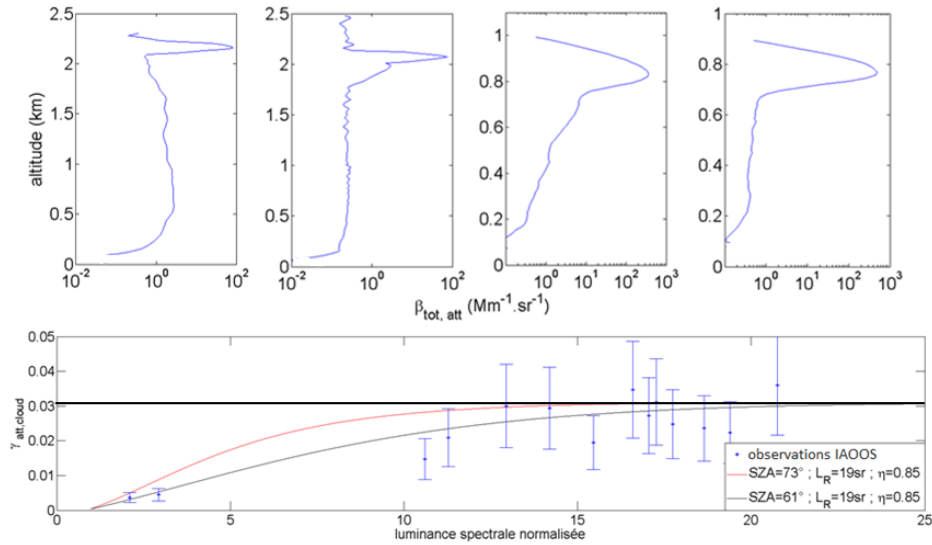 altitude (km)
2.5
2
1.5
1
0.5
0
10^-2 10^0 10^2
2.5
2
1.5
1
0.5
0
10^-2 10^0 10^2
1
0.8
0.6
0.4
0.2
0
10^0 10^1 10^2 10^3
1
0.8
0.6
0.4
0.2
0
10^0 10^1 10^2 10^3
β_tot, att (Mm^-1.sr^-1)
γ_att,cloud
0.05
0.04
0.03
0.02
0.01
0
0 5 10 15 20 25
observations IAOOS
SZA=73° ; L_R=19sr ; η=0.85
SZA=61° ; L_R=19sr ; η=0.85
luminance spectrale normalisée